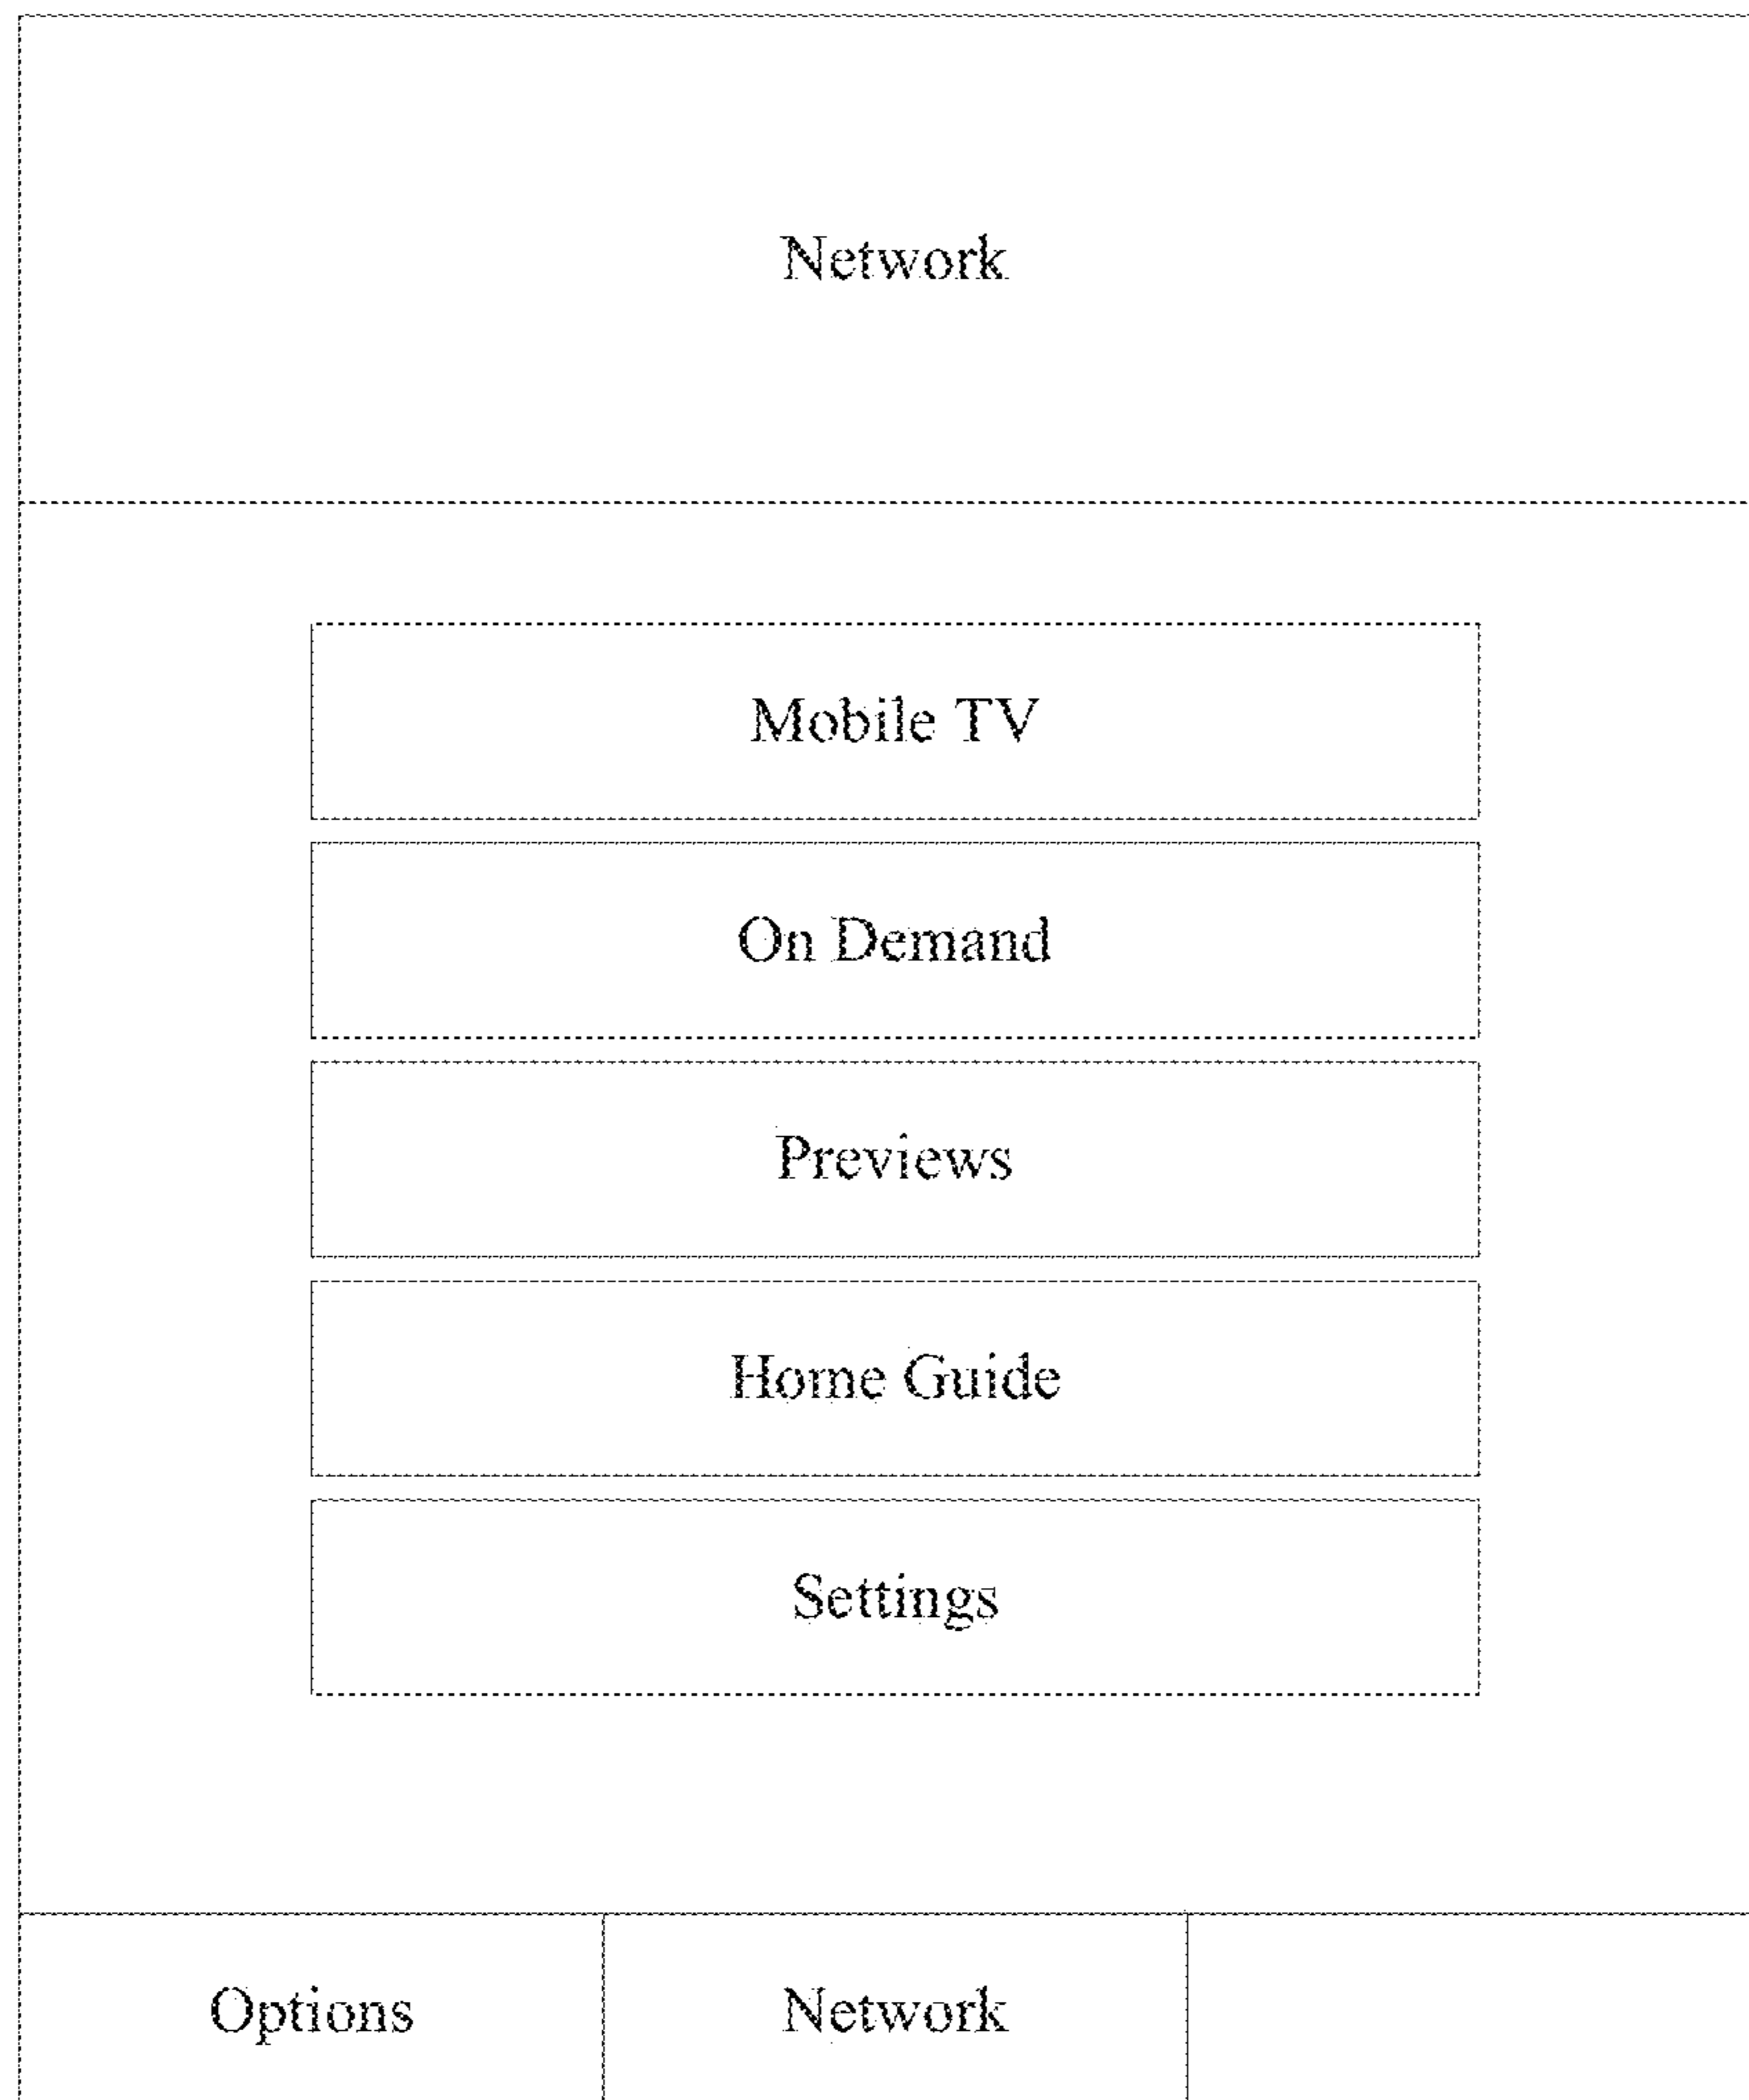 Network
Mobile TV
On Demand
Previews
Home Guide
Settings
Options Network